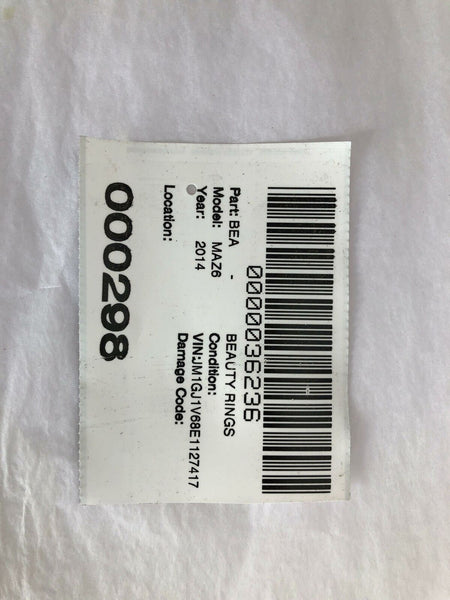 0000036236
Part: BEA - BEAUTY RINGS
Model: MAZ6 Condition:
Year: 2014 VIN:JM1GJ1V68E1127417
Location: Damage Code:
000298